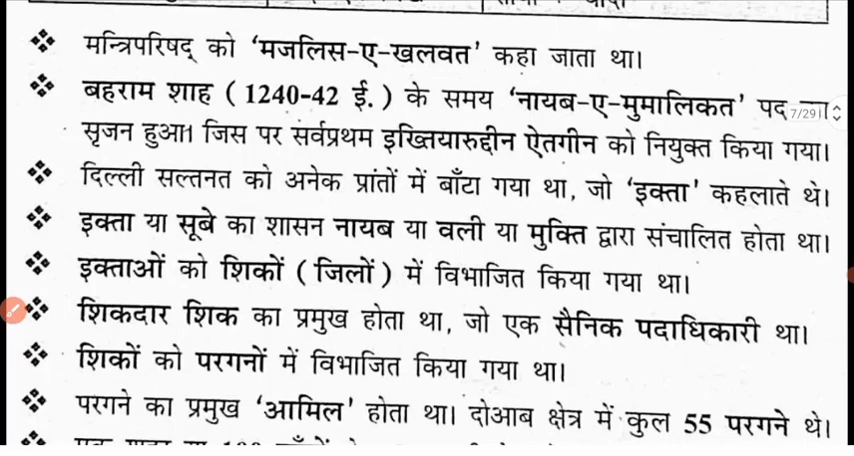 ❖ मन्त्रिपरिषद् को ‘मजलिस-ए-खलवत’ कहा जाता था।
❖ बहराम शाह ( 1240-42 ई. ) के समय ‘नायब-ए-मुमालिकत’ पद
7/29
सृजन हुआ। जिस पर सर्वप्रथम इख्तियारुद्दीन ऐतगीन को नियुक्त किया गया।
❖ दिल्ली सल्तनत को अनेक प्रांतों में बाँटा गया था, जो ‘इक्ता’ कहलाते थे।
❖ इक्ता या सूबे का शासन नायब या वली या मुक्ति द्वारा संचालित होता था।
❖ इक्ताओं को शिकों ( जिलों ) में विभाजित किया गया था।
❖ शिकदार शिक का प्रमुख होता था, जो एक सैनिक पदाधिकारी था।
❖ शिकों को परगनों में विभाजित किया गया था।
❖ परगने का प्रमुख ‘आमिल’ होता था। दोआब क्षेत्र में कुल 55 परगने थे।